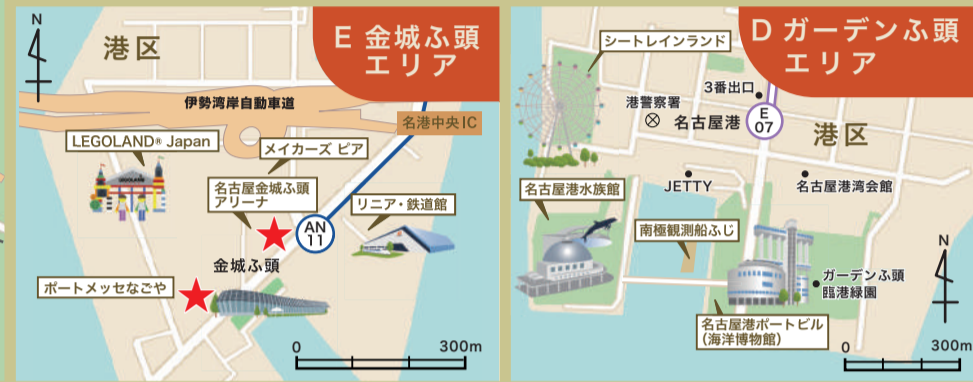 E 金城ふ頭
エリア
N
港区
伊勢湾岸自動車道
名港中央IC
LEGOLAND® Japan
LEGOLAND
メイカーズ ピア
名古屋金城ふ頭
アリーナ
リニア・鉄道館
AN
11
金城ふ頭
ポートメッセなごや
0
300m
D ガーデンふ頭
エリア
シートレインランド
3番出口
港警察署
名古屋港
E
07
港区
名古屋港水族館
JETTY
名古屋港湾会館
南極観測船ふじ
N
ガーデンふ頭
臨港緑園
名古屋港ポートビル
(海洋博物館)
0
300m